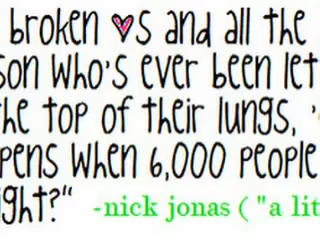 broken ♥s and all the
son who's ever been let
the top of their lungs, '
pens when 6,000 people
ght?" -nick jonas ( "a lit